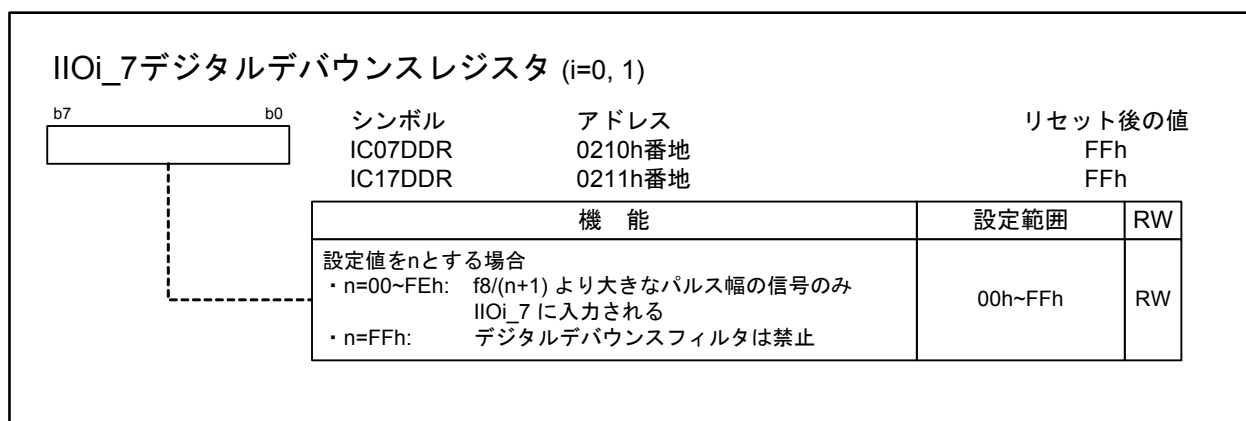 IIOi_7デジタルデバウンスレジスタ (i=0, 1)
b7 b0 シンボル アドレス リセット後の値
IC07DDR 0210h番地 FFh
IC17DDR 0211h番地 FFh
機 能 設定範囲 RW
設定値をnとする場合
・n=00~FEh: f8/(n+1) より大きなパルス幅の信号のみ
IIOi_7 に入力される
・n=FFh: デジタルデバウンスフィルタは禁止
00h~FFh RW